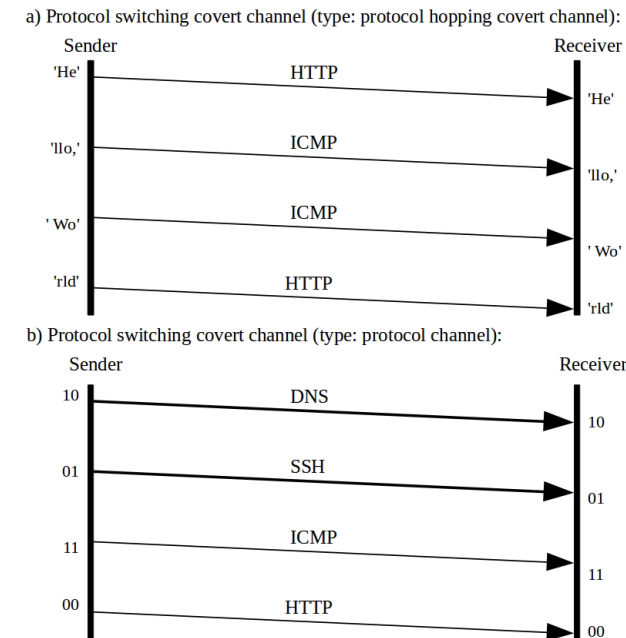 a) Protocol switching covert channel (type: protocol hopping covert channel):
Sender Receiver
'He' HTTP 'He'
'llo,' ICMP 'llo,'
' Wo' ICMP ' Wo'
'rld' HTTP 'rld'
b) Protocol switching covert channel (type: protocol channel):
Sender Receiver
10 DNS 10
01 SSH 01
11 ICMP 11
00 HTTP 00